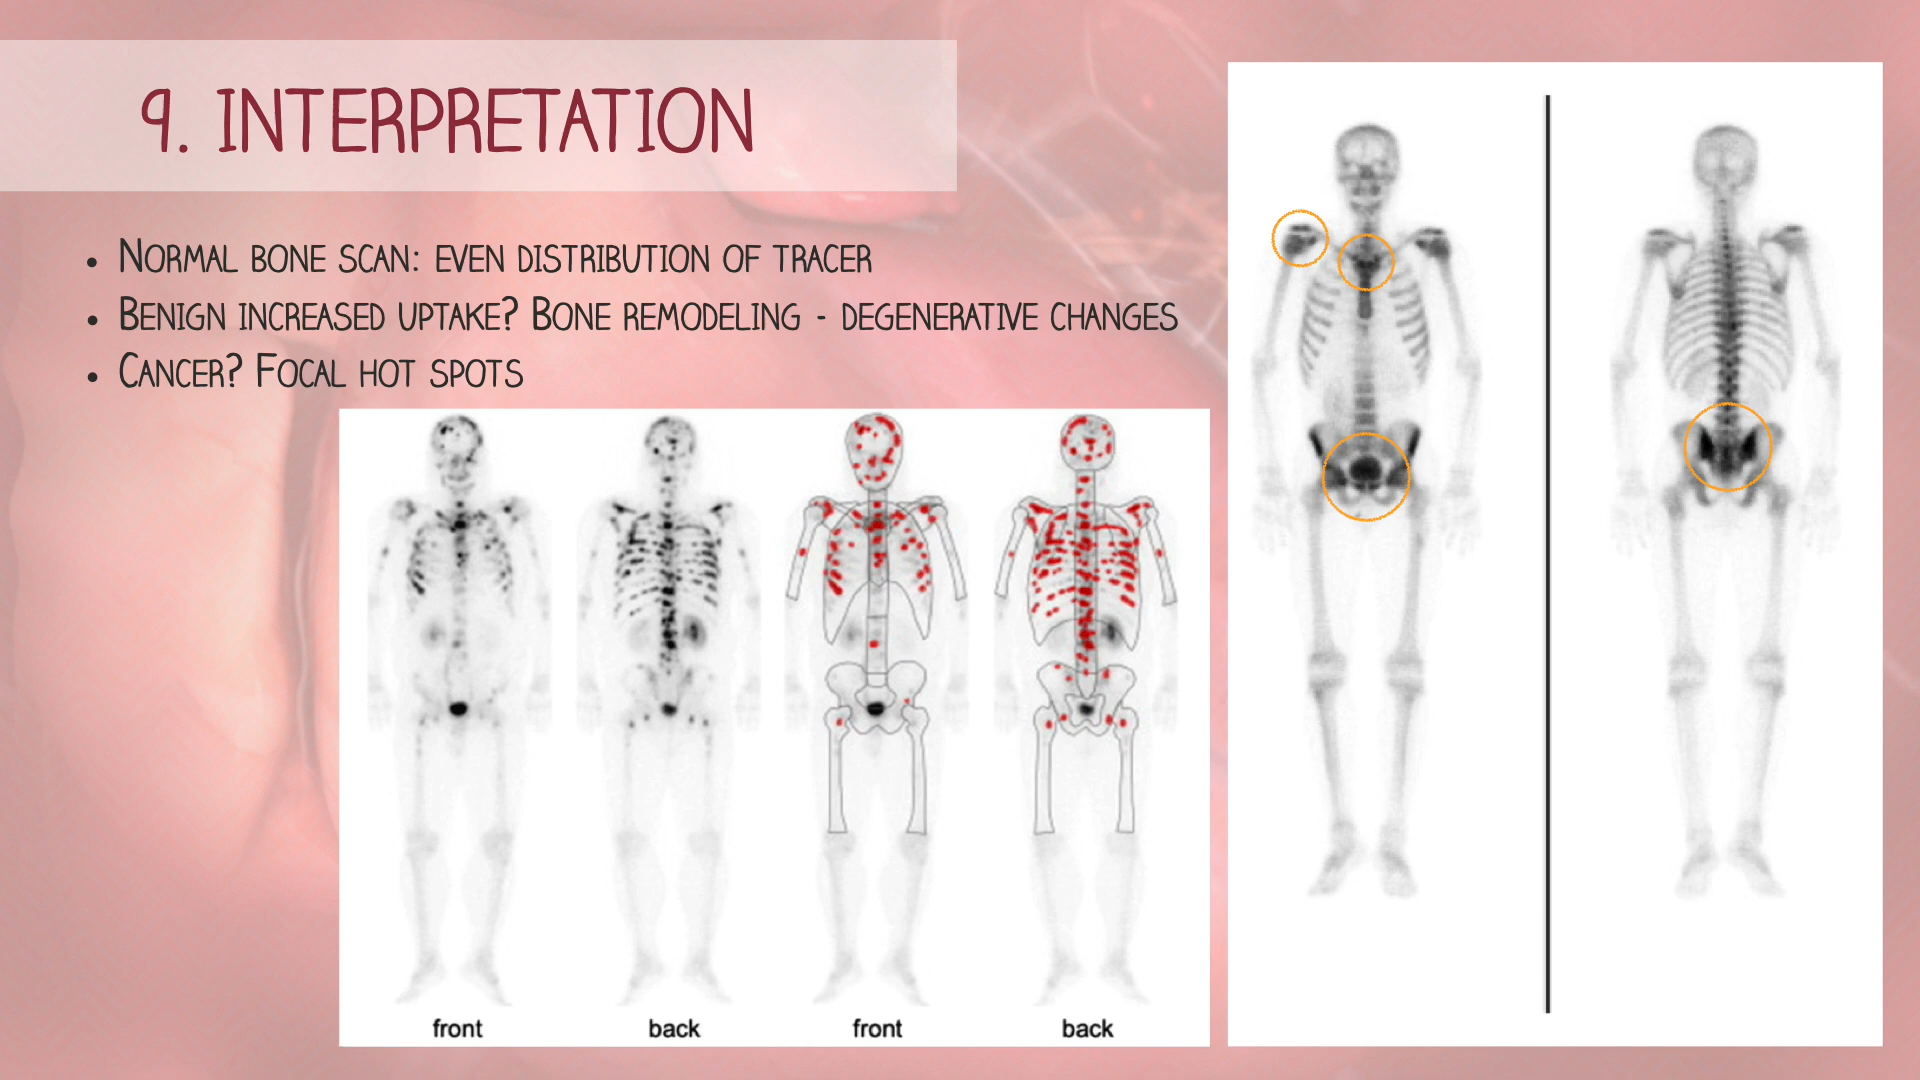 9. Interpretation
• Normal bone scan: even distribution of tracer
• Benign increased uptake? Bone remodeling - degenerative changes
• Cancer? Focal hot spots
front back front back